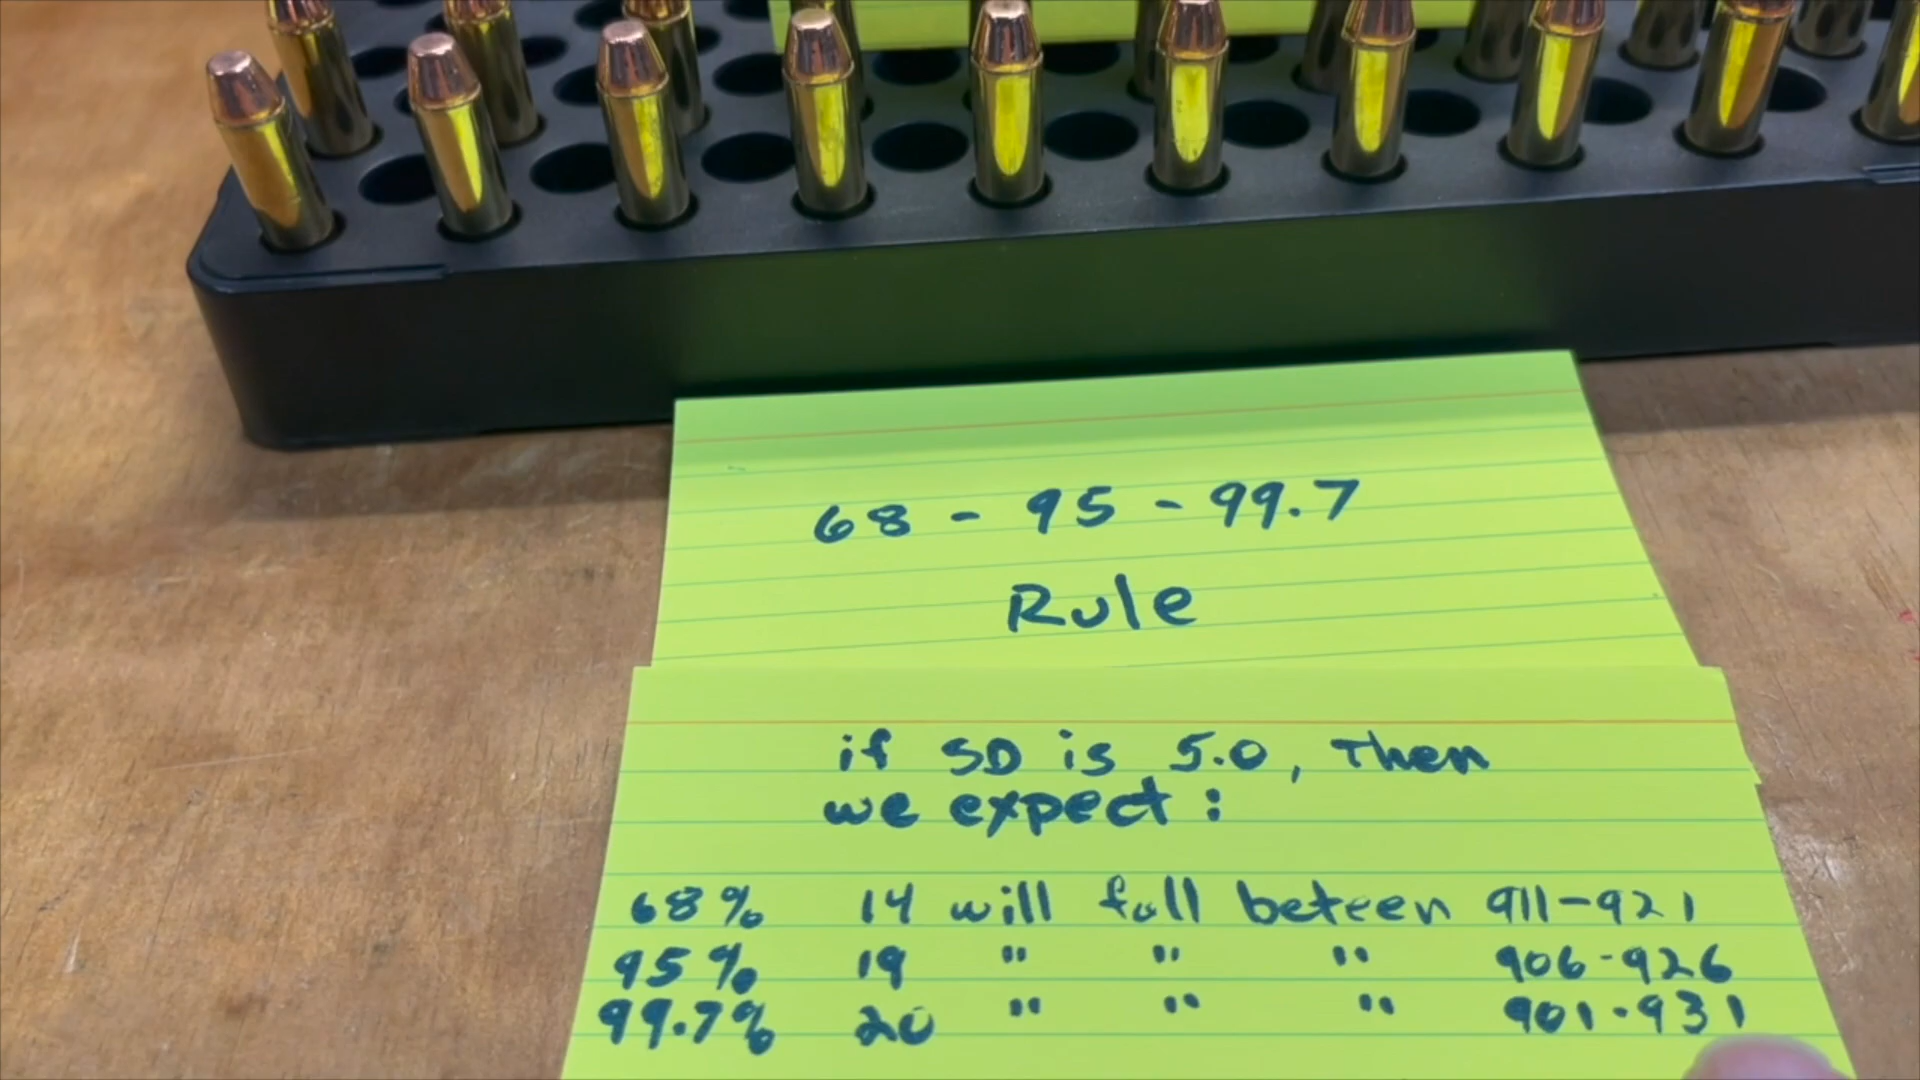 68 - 95 - 99.7
Rule
if SD is 5.0, Then
we expect:
68% 14 will fall beteen 911-921
95% 19 " " " 906-926
99.7% 20 " " " 901-931